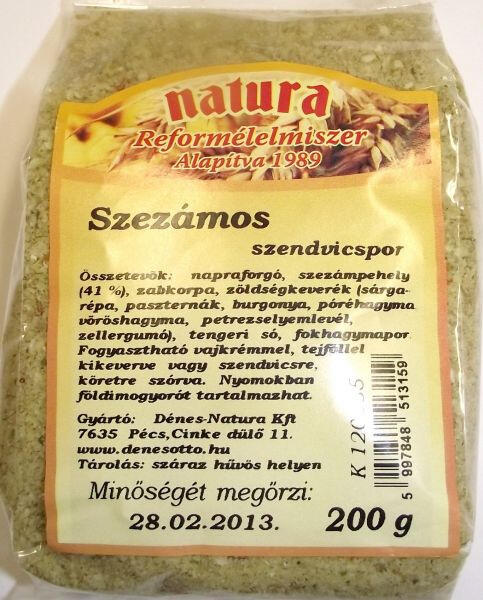 natura
Reformélelmiszer
Alapítva 1989
Szezámos
szendvicspor
Összetevők: napraforgó, szezámpehely
(41 %), zabkorpa, zöldségkeverék (sárga-
répa, paszternák, burgonya, póréhagyma
vöröshagyma, petrezselyemlevél,
zellergumó), tengeri só, fokhagymapor.
Fogyasztható vajkrémmel, tejföllel
kikeverve vagy szendvicsre,
köretre szórva. Nyomokban
földimogyorót tartalmazhat.
Gyártó: Dénes-Natura Kft
7635 Pécs,Cinke dülő 11.
www.denesotto.hu
Tárolás: száraz hűvös helyen
Minőségét megőrzi:
28.02.2013.
200 g
5 997848 513159